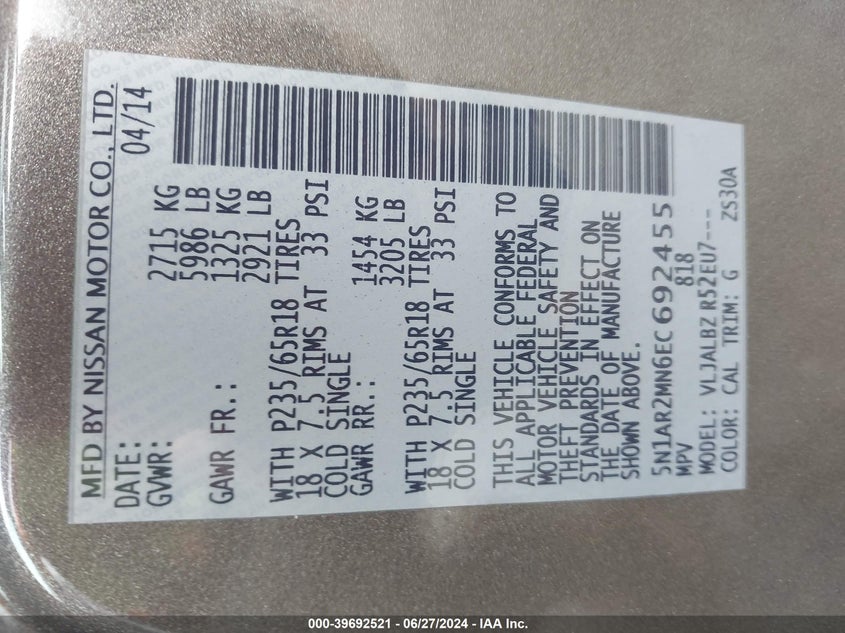 MFD BY NISSAN MOTOR CO., LTD.
DATE: 04/14
GVWR: 2715 KG
5986 LB
GAWR FR.: 1325 KG
2921 LB
WITH P235/65R18 TIRES
18 X 7.5 RIMS AT 33 PSI
COLD SINGLE
GAWR RR.: 1454 KG
3205 LB
WITH P235/65R18 TIRES
18 X 7.5 RIMS AT 33 PSI
COLD SINGLE
THIS VEHICLE CONFORMS TO
ALL APPLICABLE FEDERAL
MOTOR VEHICLE SAFETY AND
THEFT PREVENTION
STANDARDS IN EFFECT ON
THE DATE OF MANUFACTURE
SHOWN ABOVE.
5N1AR2MN6EC692455
MPV 818
MODEL: VLJALBZ R52EU7---
COLOR: CAL TRIM: G ZS30A
000-39692521 - 06/27/2024 - IAA Inc.